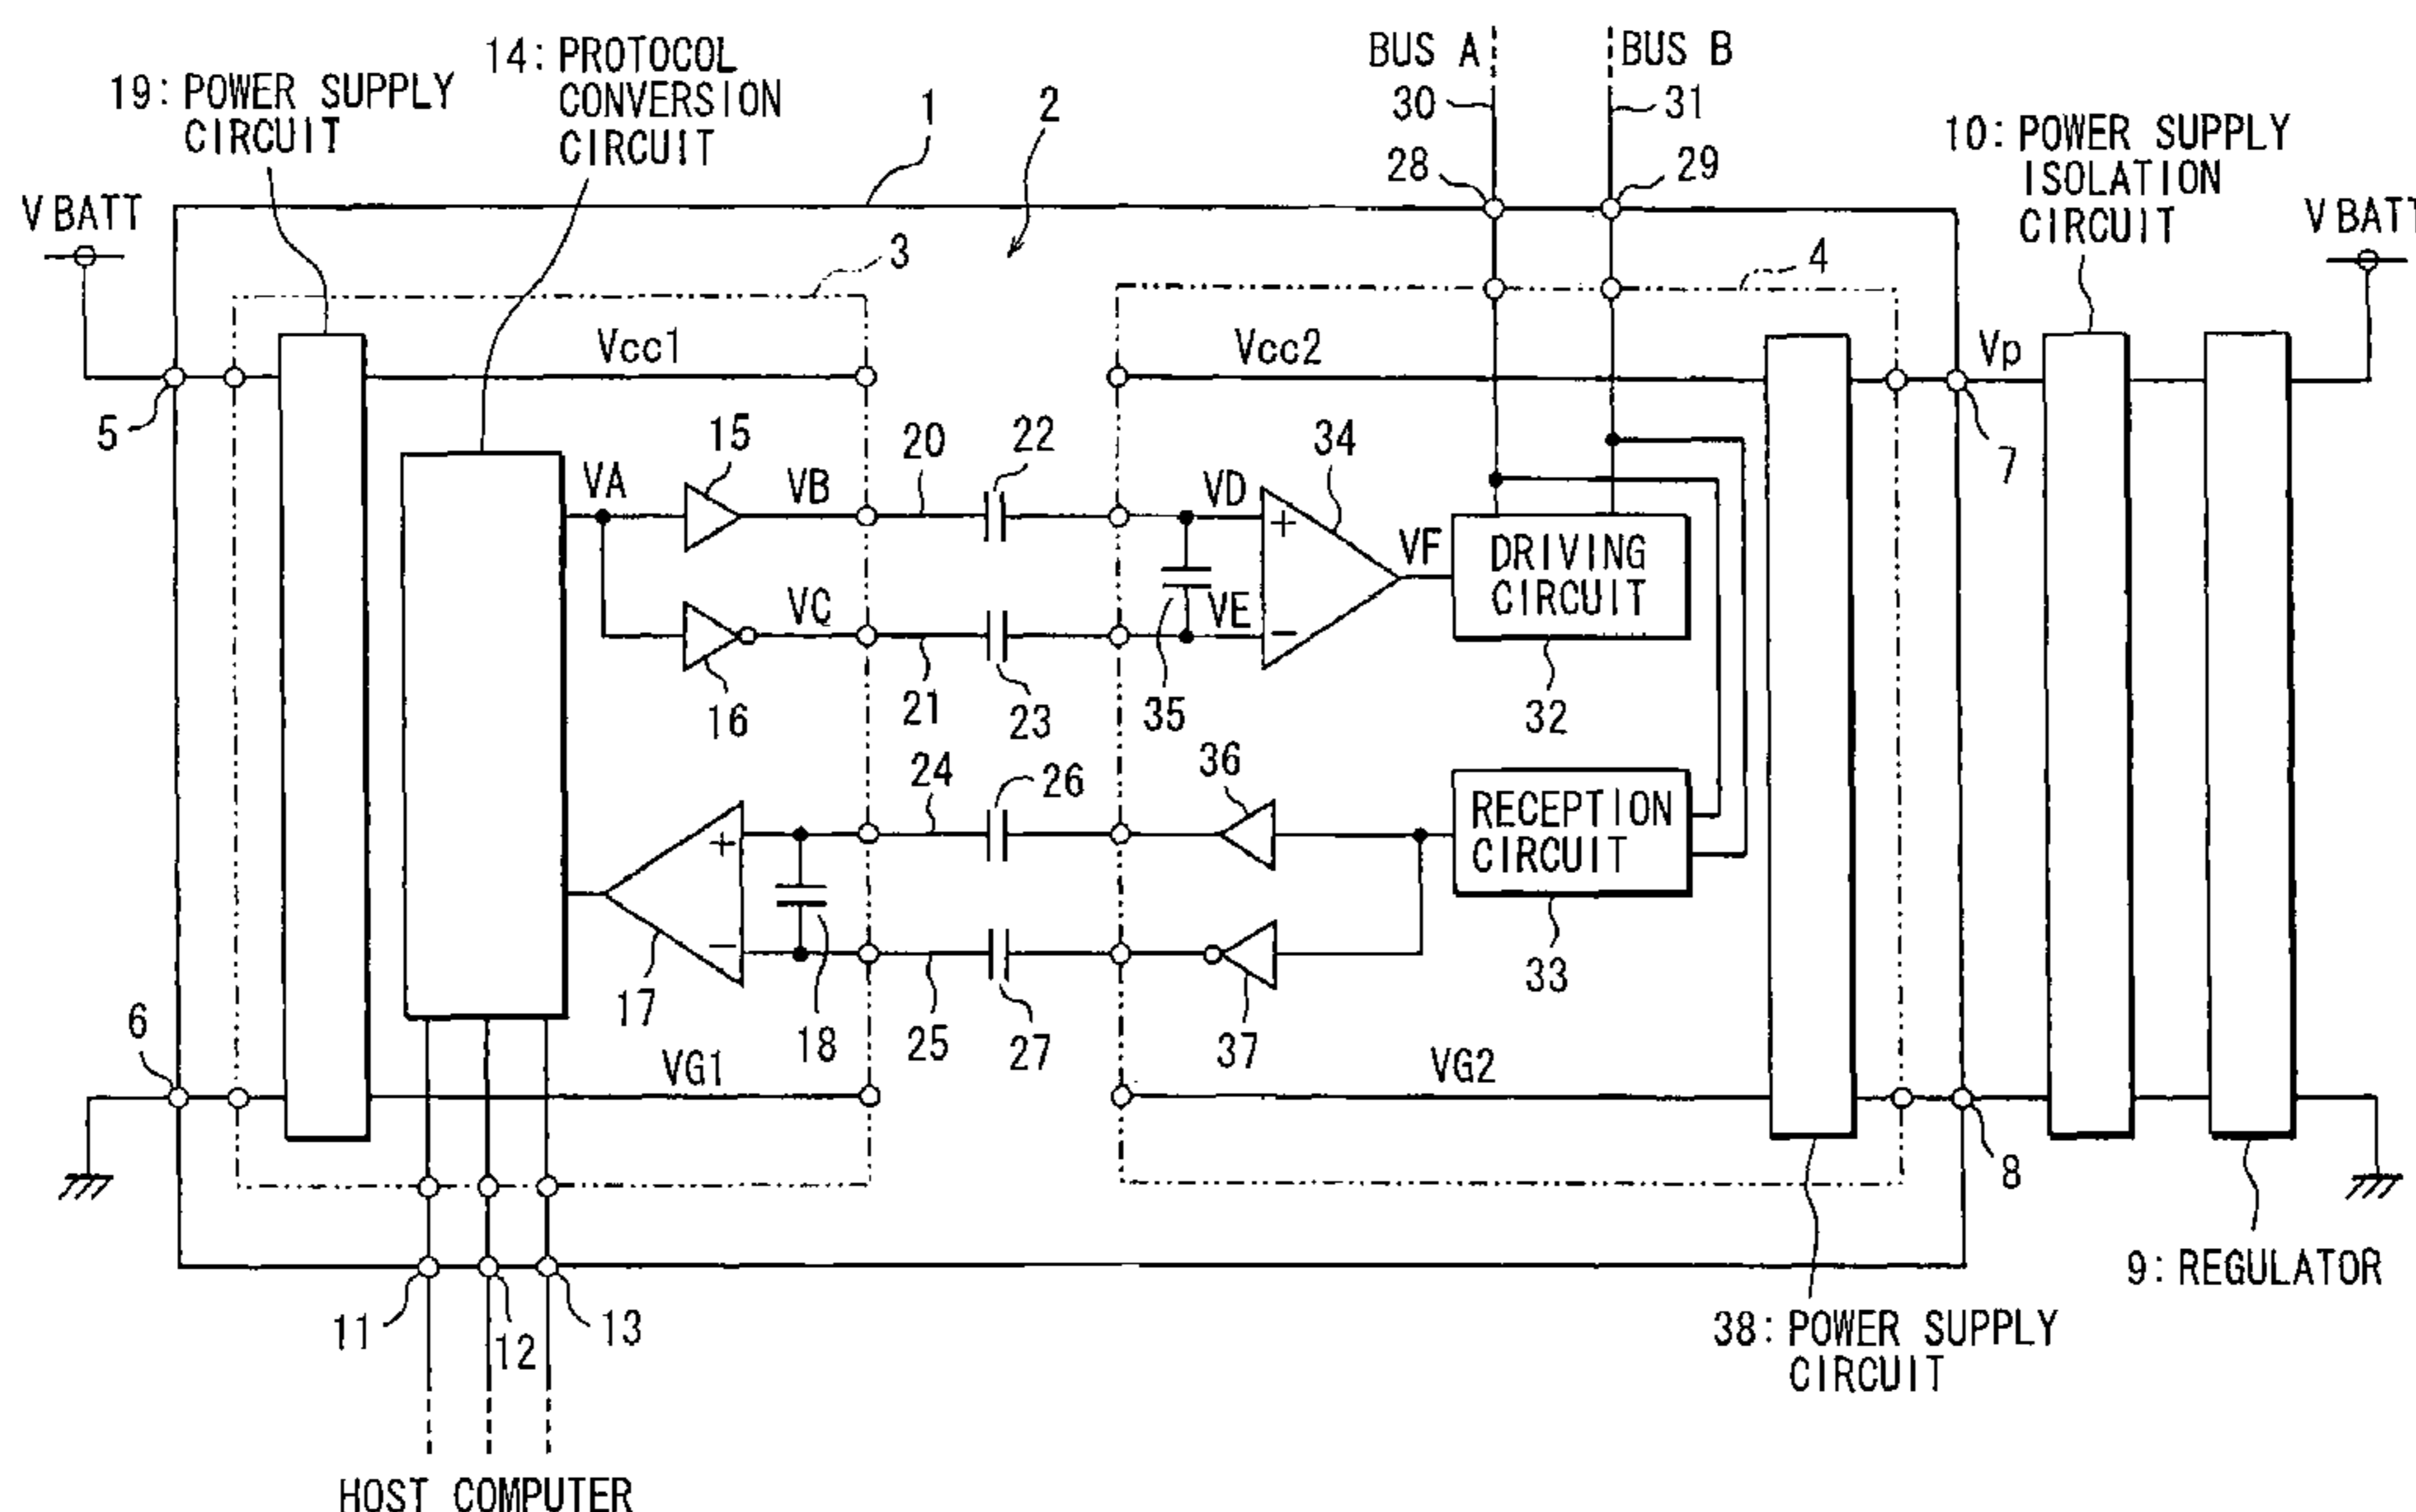 19: POWER SUPPLY
CIRCUIT
14: PROTOCOL
CONVERSION
CIRCUIT
1
2
BUS A
BUS B
30
31
28
29
10: POWER SUPPLY
ISOLATION
CIRCUIT
V BATT
V BATT
3
4
Vcc1
Vcc2
Vp
5
7
15
20
22
34
VA
VB
VD
+
VF
DRIVING
CIRCUIT
VC
VE
−
16
21
23
35
32
24
26
36
RECEPTION
CIRCUIT
+
−
17
18
25
27
37
33
6
VG1
VG2
8
9: REGULATOR
11
12
13
38: POWER SUPPLY
CIRCUIT
HOST COMPUTER